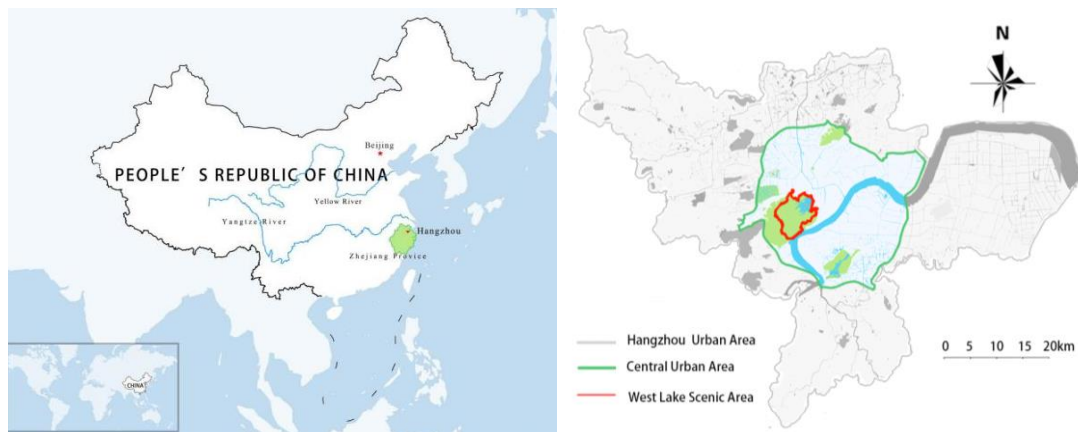 Beijing
PEOPLE' S REPUBLIC OF CHINA
Yellow River
Yangtze River
Hangzhou
Zhejiang Provice
CHINA
N
Hangzhou Urban Area
Central Urban Area
West Lake Scenic Area
0 5 10 15 20km